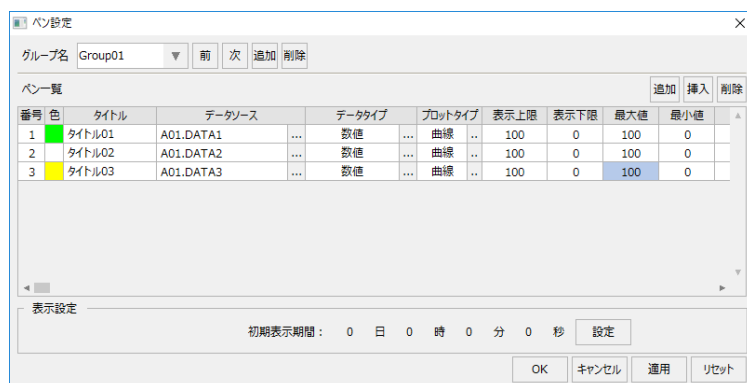 ペン設定
グループ名 Group01 前 次 追加 削除
ペン一覧 追加 挿入 削除
番号 色 タイトル データソース データタイプ プロットタイプ 表示上限 表示下限 最大値 最小値
1 タイトル01 A01.DATA1 ... 数値 ... 曲線 .. 100 0 100 0
2 タイトル02 A01.DATA2 ... 数値 ... 曲線 .. 100 0 100 0
3 タイトル03 A01.DATA3 ... 数値 ... 曲線 .. 100 0 100 0
表示設定
初期表示期間： 0 日 0 時 0 分 0 秒 設定
OK キャンセル 適用 リセット